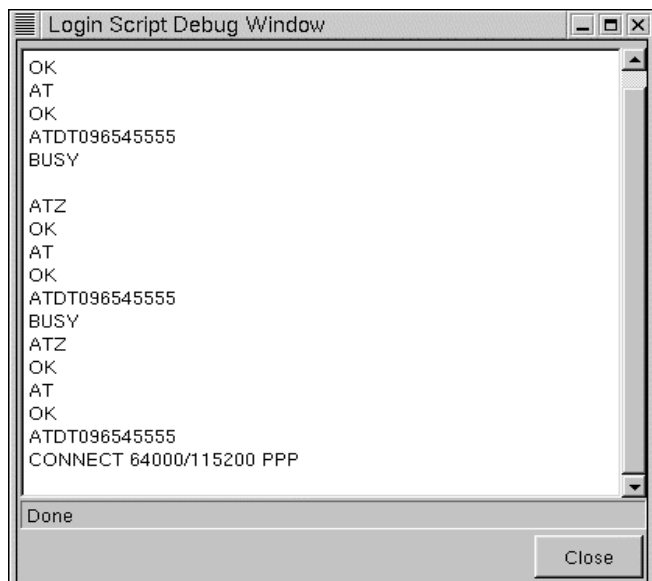 Login Script Debug Window
OK
AT
OK
ATDT096545555
BUSY
ATZ
OK
AT
OK
ATDT096545555
BUSY
ATZ
OK
AT
OK
ATDT096545555
CONNECT 64000/115200 PPP
Done
Close